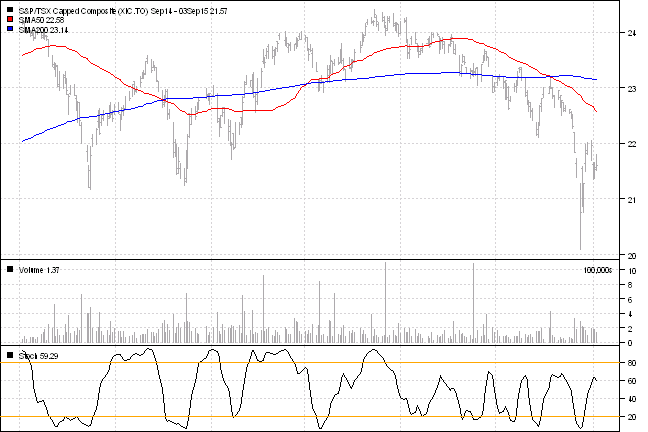 S&P/TSX Capped Composite (XIC.TO) Sep14 - 03Sep15 21.57
SMA50 22.58
SMA200 23.14
24
23
22
21
20
Volume 1.37
100,000s
10
8
6
4
2
0
Stoch 59.29
80
60
40
20